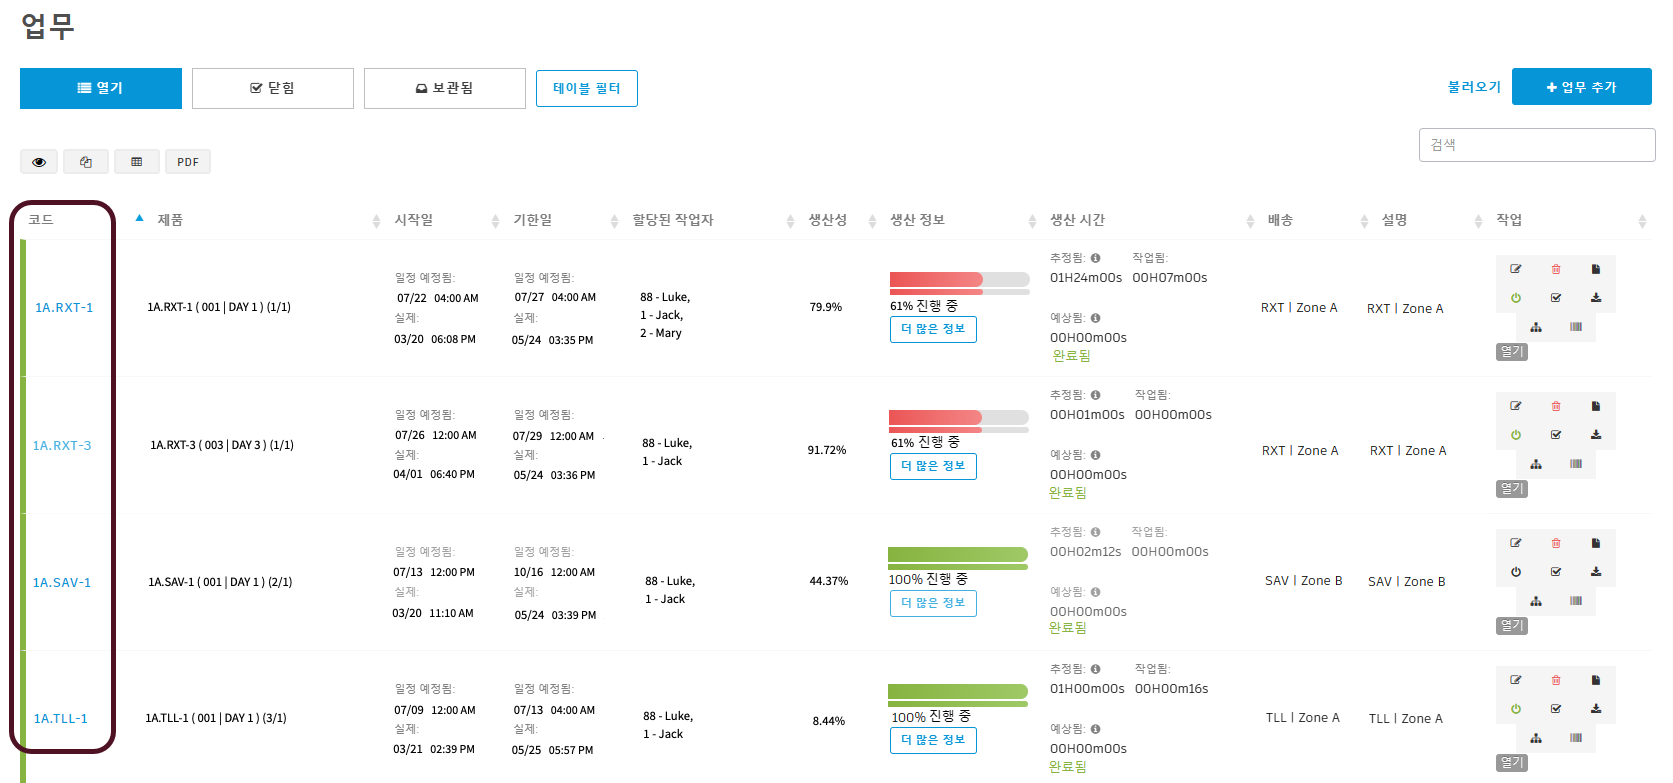 업무
열기
닫힘
보관됨
테이블 필터
불러오기
업무 추가
검색
PDF
코드 제품 시작일 기한일 할당된 작업자 생산성 생산 정보 생산 시간 배송 설명 작업
1A.RXT-1
1A.RXT-1 ( 001 | DAY 1 ) (1/1)
일정 예정됨:
07/22 04:00 AM
실제:
03/20 06:08 PM
일정 예정됨:
07/27 04:00 AM
실제:
05/24 03:35 PM
88 - Luke,
1 - Jack,
2 - Mary
79.9%
61% 진행 중
더 많은 정보
추정됨: 작업됨:
01H24m00s 00H07m00s
예상됨:
00H00m00s
완료됨
RXT | Zone A
RXT | Zone A
열기
1A.RXT-3
1A.RXT-3 ( 003 | DAY 3 ) (1/1)
일정 예정됨:
07/26 12:00 AM
실제:
04/01 06:40 PM
일정 예정됨:
07/29 12:00 AM
실제:
05/24 03:36 PM
88 - Luke,
1 - Jack
91.72%
61% 진행 중
더 많은 정보
추정됨: 작업됨:
00H01m00s 00H00m00s
예상됨:
00H00m00s
완료됨
RXT | Zone A
RXT | Zone A
열기
1A.SAV-1
1A.SAV-1 ( 001 | DAY 1 ) (2/1)
일정 예정됨:
07/13 12:00 PM
실제:
03/20 11:10 AM
일정 예정됨:
10/16 12:00 AM
실제:
05/24 03:39 PM
88 - Luke,
1 - Jack
44.37%
100% 진행 중
더 많은 정보
추정됨: 작업됨:
00H02m12s 00H00m00s
예상됨:
00H00m00s
완료됨
SAV | Zone B
SAV | Zone B
열기
1A.TLL-1
1A.TLL-1 ( 001 | DAY 1 ) (3/1)
일정 예정됨:
07/09 12:00 AM
실제:
03/21 02:39 PM
일정 예정됨:
07/13 04:00 AM
실제:
05/25 05:57 PM
88 - Luke,
1 - Jack
8.44%
100% 진행 중
더 많은 정보
추정됨: 작업됨:
01H00m00s 00H00m16s
예상됨:
00H00m00s
완료됨
TLL | Zone A
TLL | Zone A
열기